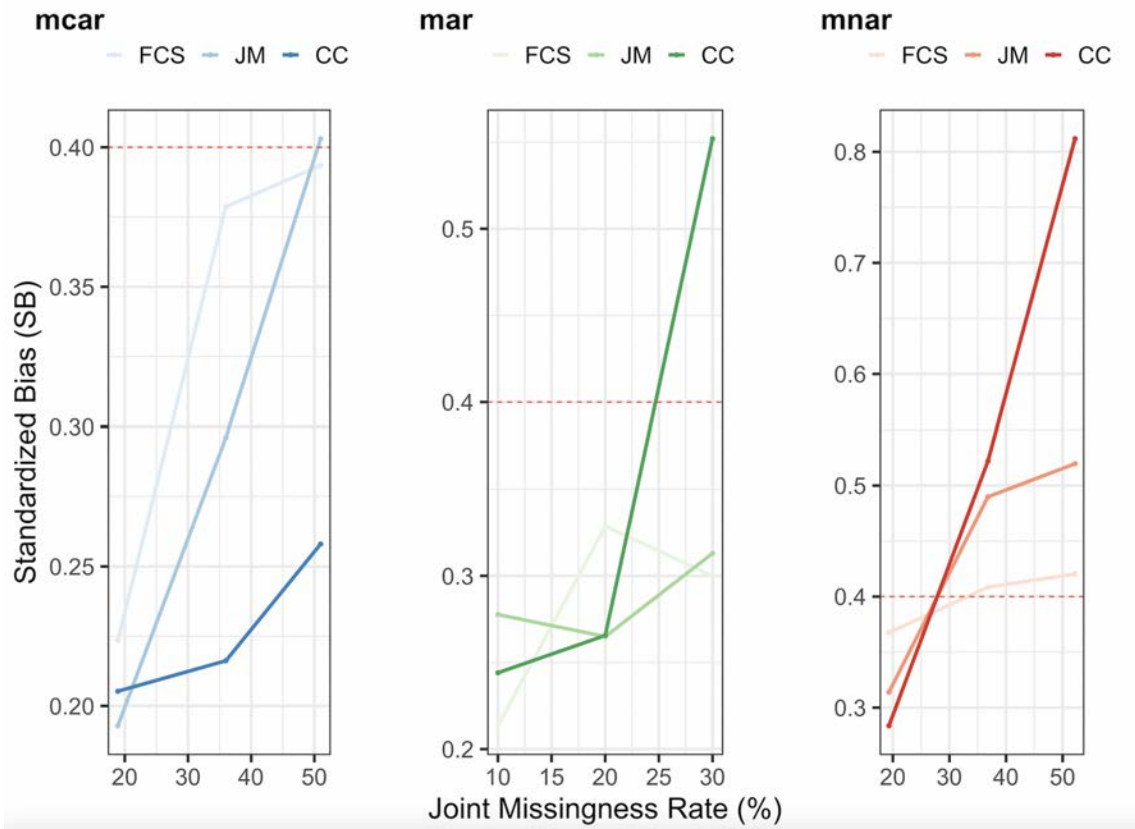 mcar
FCS JM CC
mar
FCS JM CC
mnar
FCS JM CC
Standardized Bias (SB)
0.40
0.35
0.30
0.25
0.20
20 30 40 50
0.5
0.4
0.3
0.2
10 15 20 25 30
0.8
0.7
0.6
0.5
0.4
0.3
20 30 40 50
Joint Missingness Rate (%)